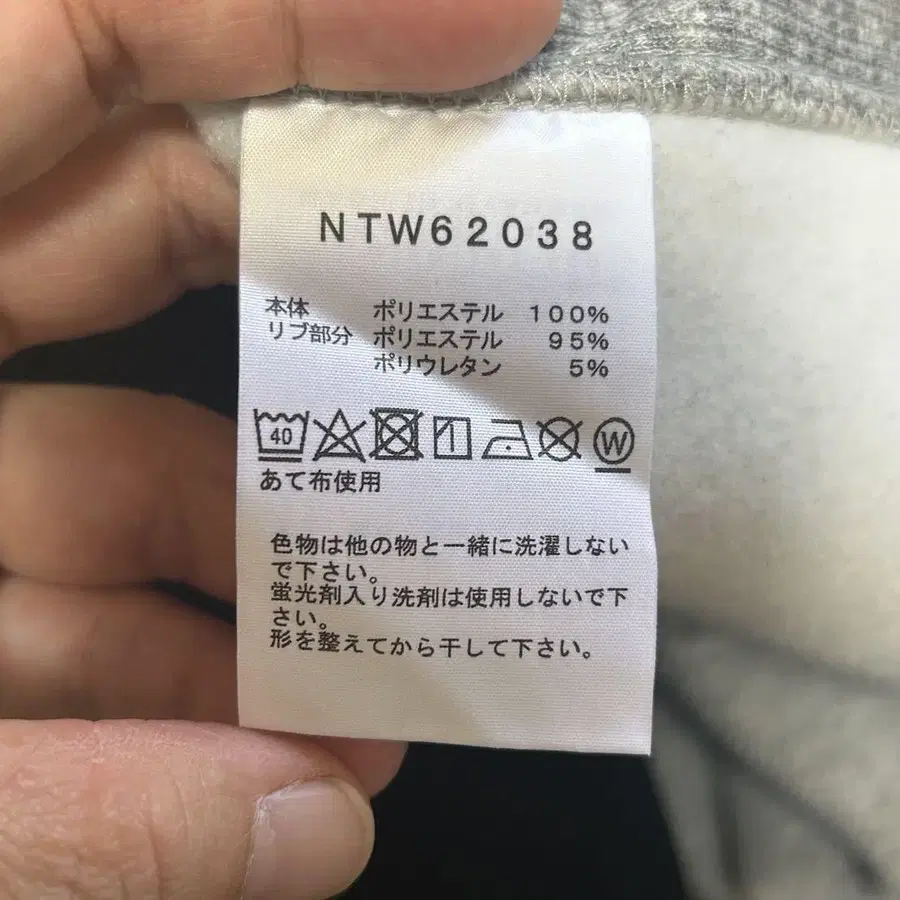 NTW62038
本体 ポリエステル 100%
リブ部分 ポリエステル 95%
ポリウレタン 5%
40 W
あて布使用
色物は他の物と一緒に洗濯しない
で下さい。
蛍光剤入り洗剤は使用しないで下
さい。
形を整えてから干して下さい。